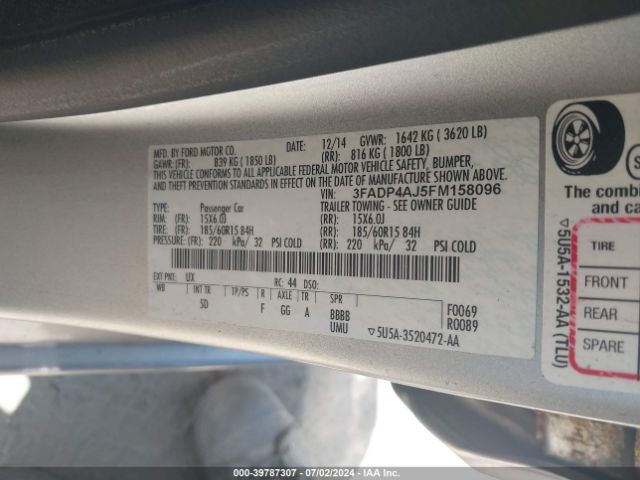 MFD. BY FORD MOTOR CO.
DATE: 12/14 GVWR: 1642 KG ( 3620 LB)
GAWR: (FR): 839 KG ( 1850 LB) (RR): 816 KG ( 1800 LB)
THIS VEHICLE CONFORMS TO ALL APPLICABLE FEDERAL MOTOR VEHICLE SAFETY, BUMPER,
AND THEFT PREVENTION STANDARDS IN EFFECT ON THE DATE OF MANUFACTURE SHOWN ABOVE.
VIN: 3FADP4AJ5FM158096
TYPE: Passenger Car TRAILER TOWING - SEE OWNER GUIDE
RIM: (FR): 15X6.0J (RR): 15X6.0J
TIRE: (FR): 185/60R15 84H (RR): 185/60R15 84H
PRESSURE: (FR): 220 kPa/ 32 PSI COLD (RR): 220 kPa/ 32 PSI COLD
EXT PNT: UX RC: 44 DSO:
WB INT TR TP/PS R AXLE TR SPR
5D F GG A BBBB F0069
UMU R0089
▽5U5A-3520472-AA
The combin
and ca
TIRE
FRONT
REAR
SPARE
▽5U5A-1532-AA (TLU)
000-39787307 - 07/02/2024 - IAA Inc.